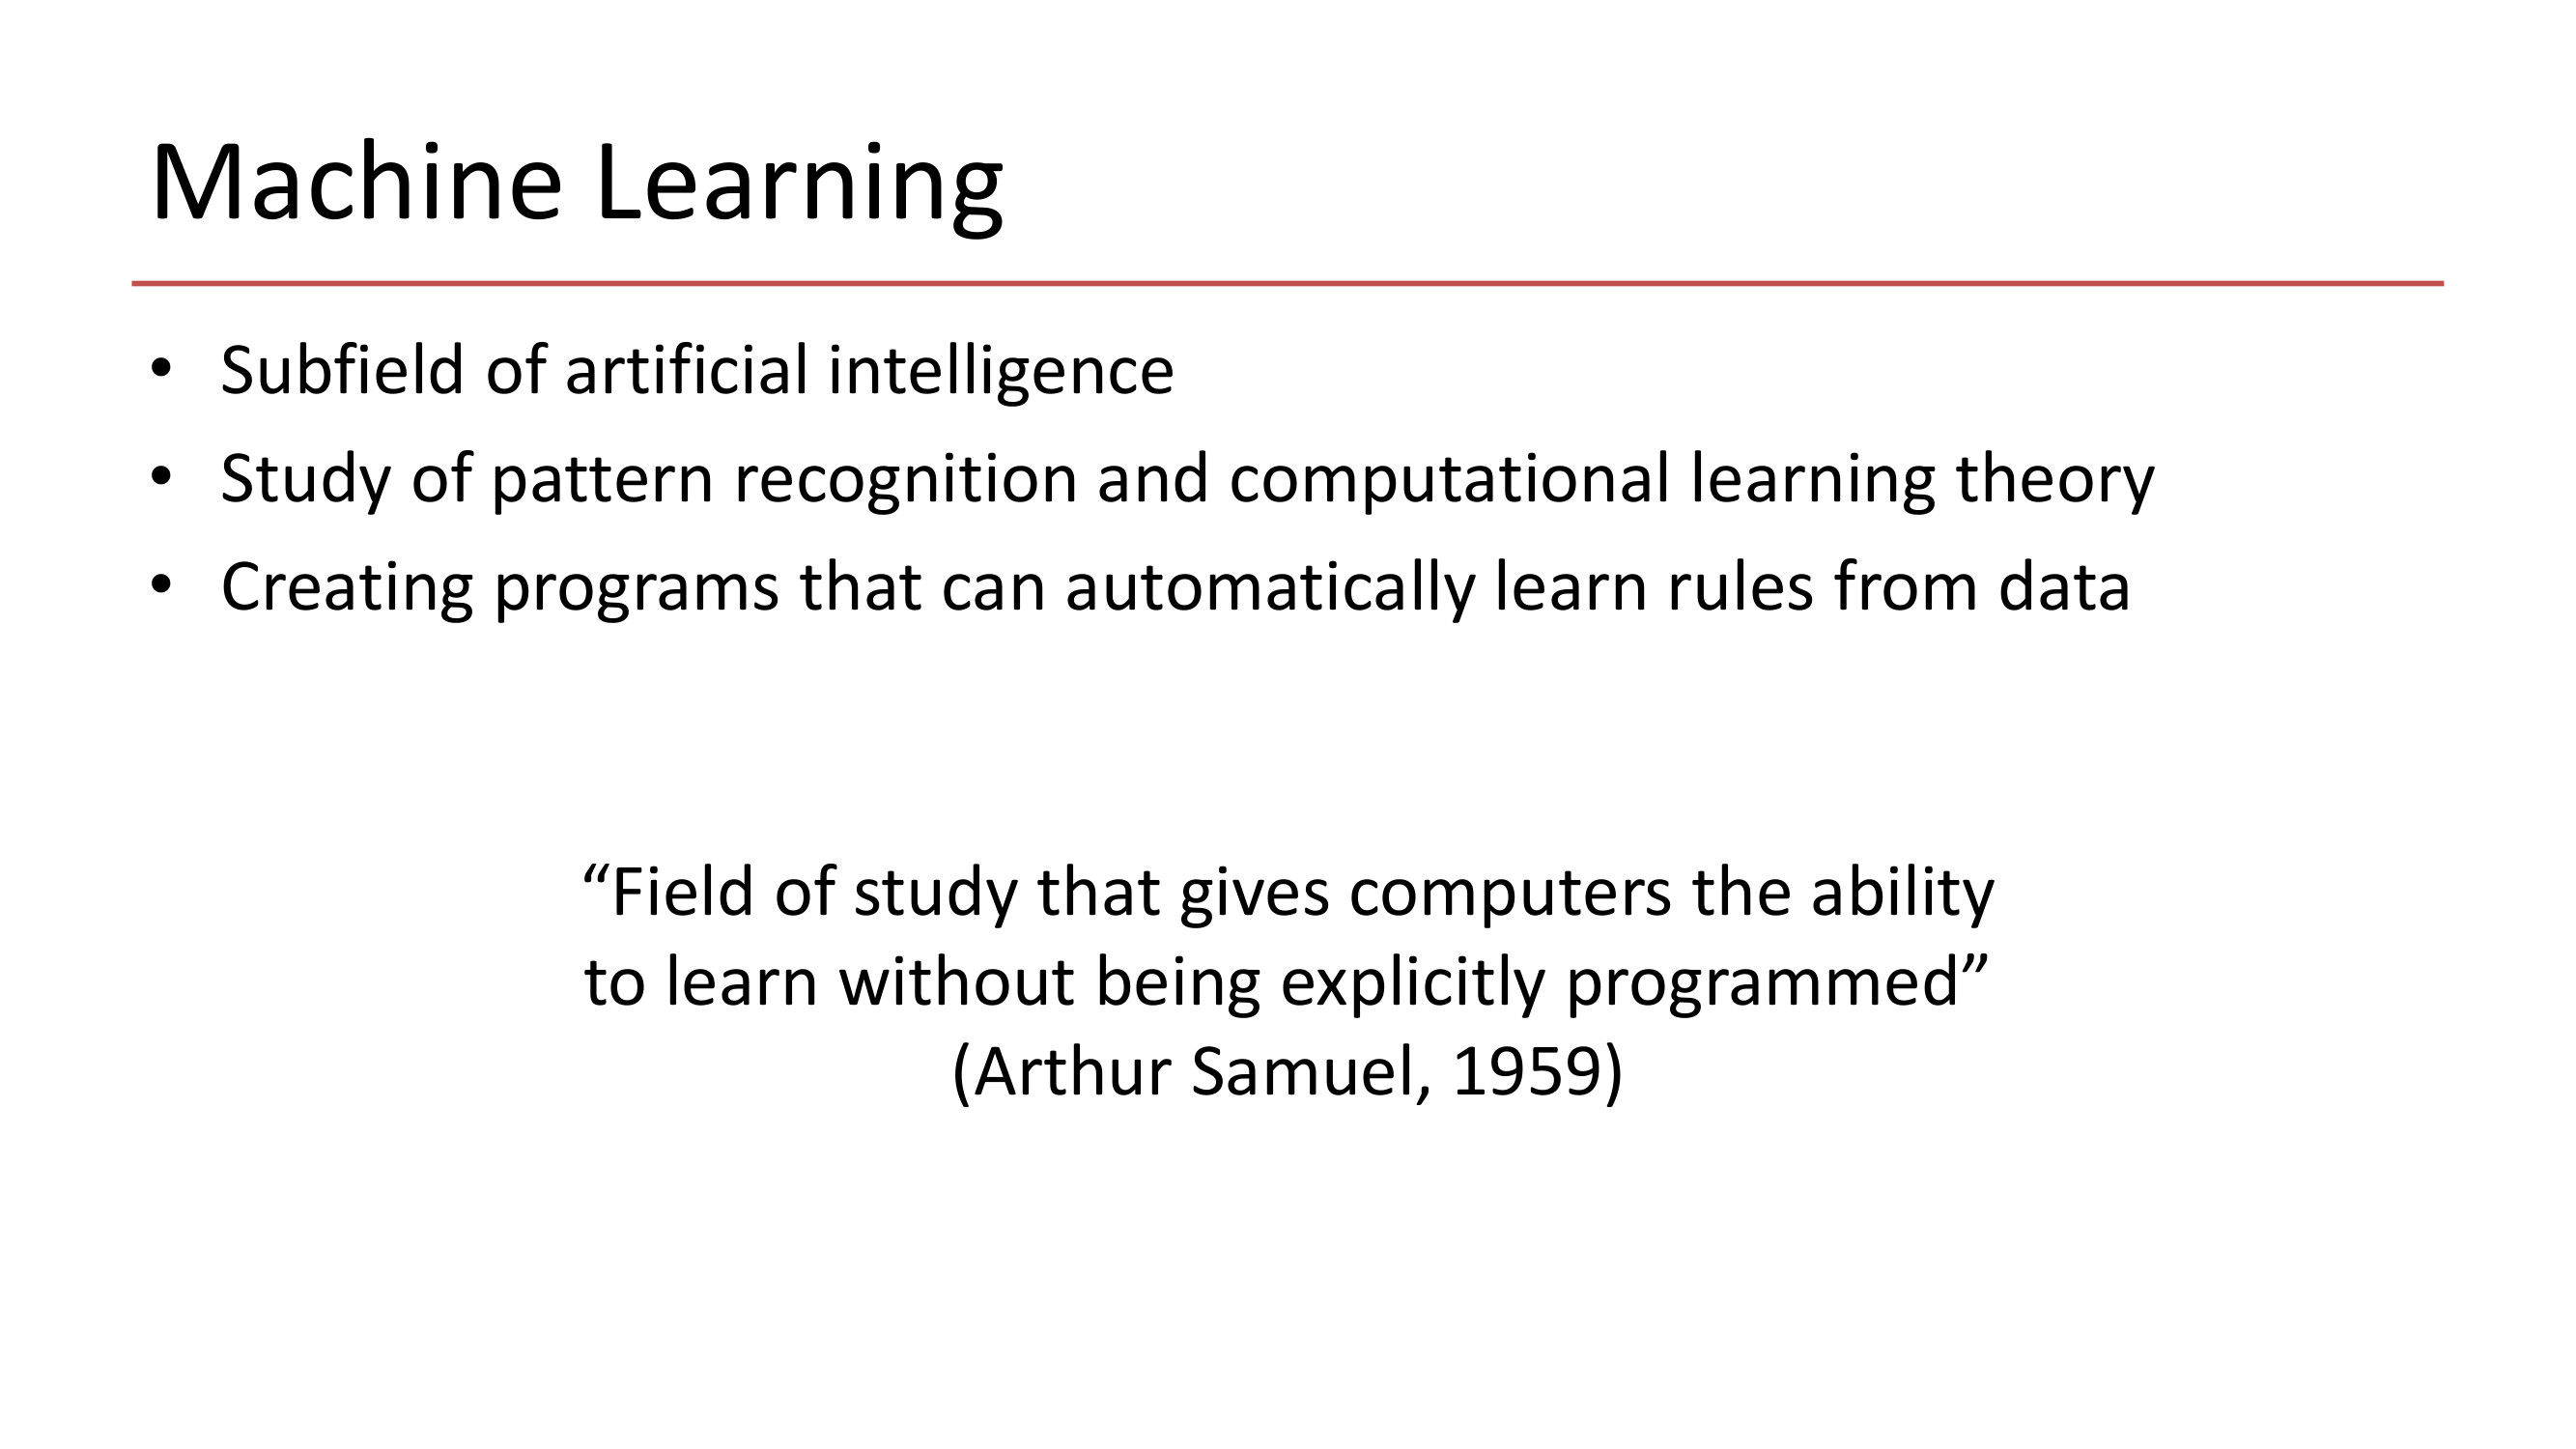 Machine Learning
• Subfield of artificial intelligence
• Study of pattern recognition and computational learning theory
• Creating programs that can automatically learn rules from data
“Field of study that gives computers the ability
to learn without being explicitly programmed”
(Arthur Samuel, 1959)